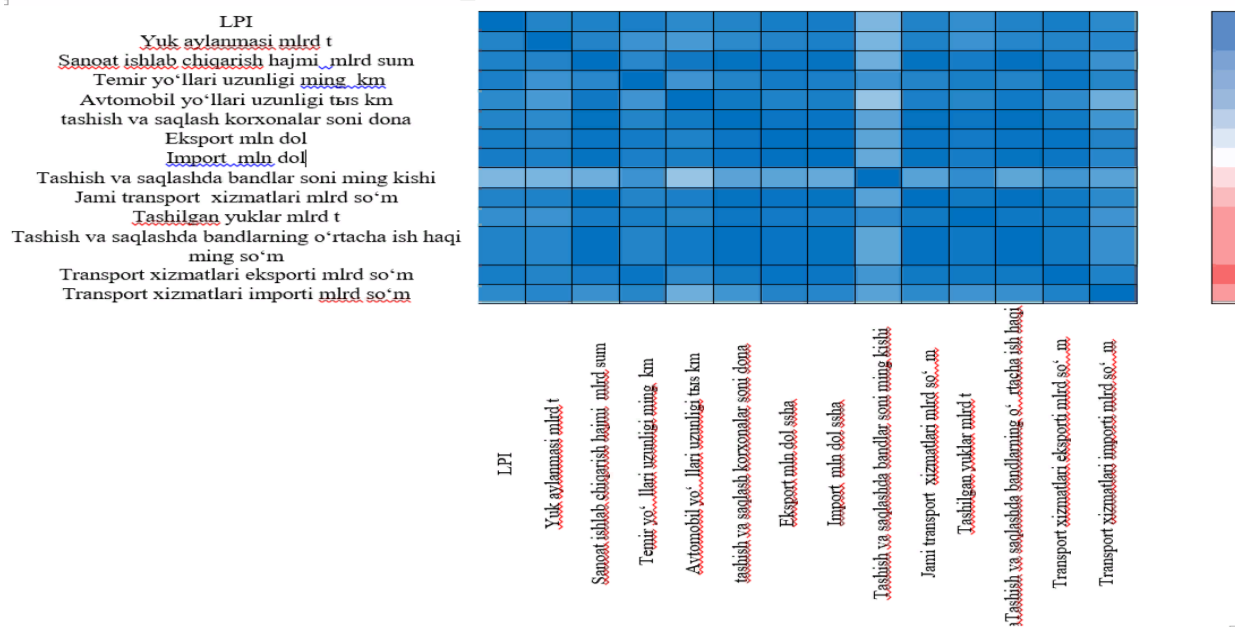 LPI
Yuk aylanmasi mlrd t
Sanoat ishlab chiqarish hajmi mlrd sum
Temir yo‘llari uzunligi ming km
Avtomobil yo‘llari uzunligi тыs km
tashish va saqlash korxonalar soni dona
Eksport mln dol
Import mln dol
Tashish va saqlashda bandlar soni ming kishi
Jami transport xizmatlari mlrd so‘m
Tashilgan yuklar mlrd t
Tashish va saqlashda bandlarning o‘rtacha ish haqi
ming so‘m
Transport xizmatlari eksporti mlrd so‘m
Transport xizmatlari importi mlrd so‘m
LPI
Yuk aylanmasi mlrd t
Sanoat ishlab chiqarish hajmi mlrd sum
Temir yo‘ llari uzunligi ming km
Avtomobil yo‘ llari uzunligi тыs km
tashish va saqlash korxonalar soni dona
Eksport mln dol ssha
Import mln dol ssha
Tashish va saqlashda bandlar soni ming kishi
Jami transport xizmatlari mlrd so‘ m
Tashilgan yuklar mlrd t
aTashish va saqlashda bandlarning o‘ rtacha ish haqi
Transport xizmatlari eksporti mlrd so‘ m
Transport xizmatlari importi mlrd so‘ m